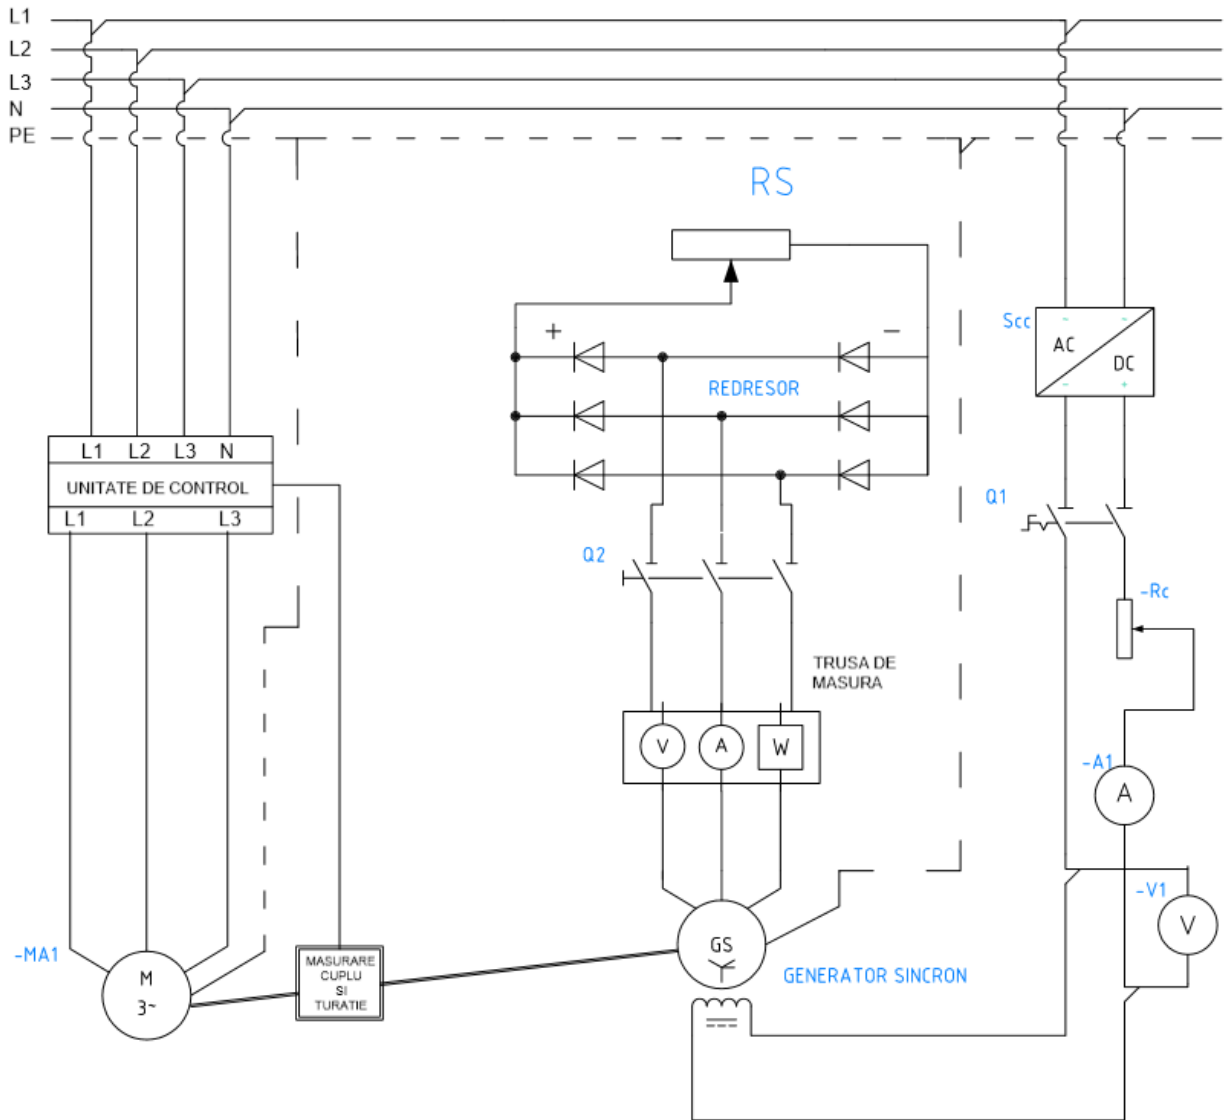 L1
L2
L3
N
PE
RS
+
−
REDRESOR
Scc
~ ~
AC
DC
− +
L1 L2 L3 N
UNITATE DE CONTROL
L1 L2 L3
Q1
Q2
-Rc
TRUSA DE
MASURA
V
A
W
-A1
A
-V1
V
-MA1
M
3~
MASURARE
CUPLU
SI
TURATIE
GS
GENERATOR SINCRON